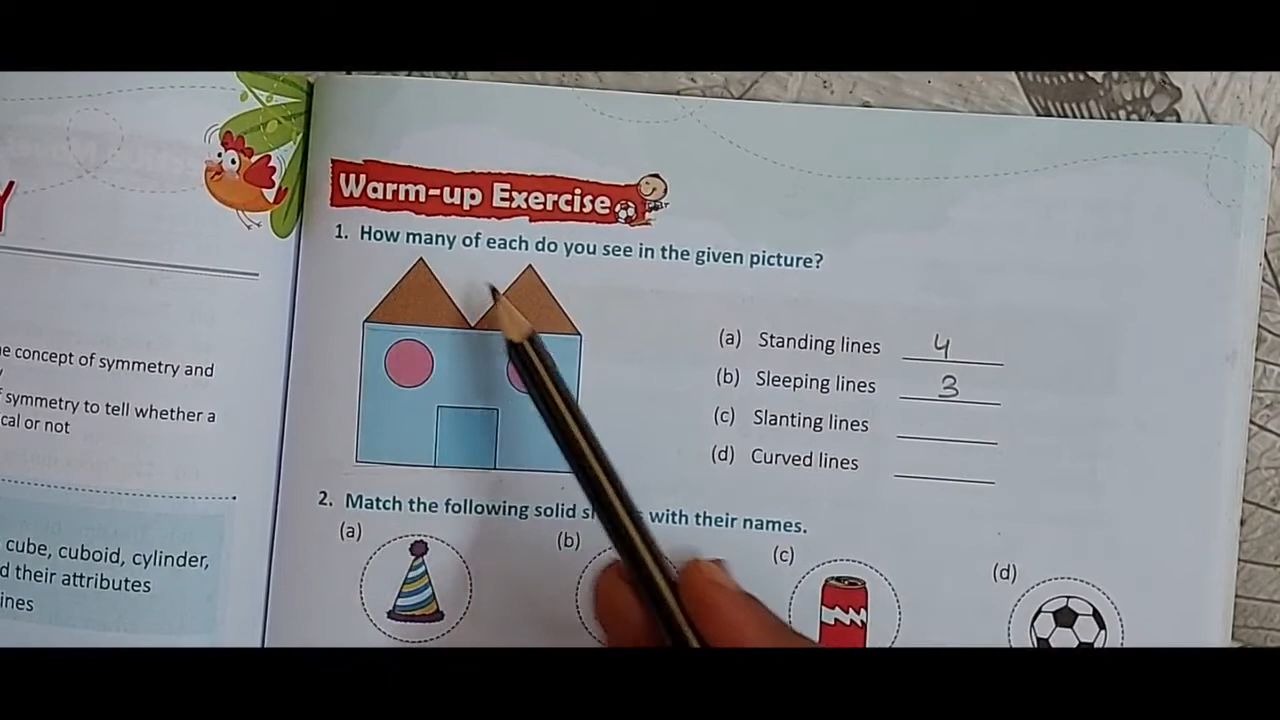 Warm-up Exercise
1. How many of each do you see in the given picture?
(a) Standing lines 4
(b) Sleeping lines 3
(c) Slanting lines
(d) Curved lines
2. Match the following solid with their names.
(a) (b) (c) (d)
e concept of symmetry and
symmetry to tell whether a
cal or not
cube, cuboid, cylinder,
d their attributes
ines